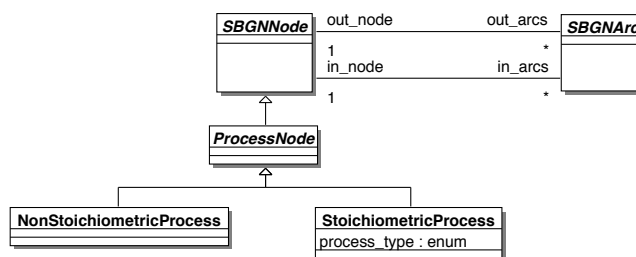 SBGNNode
out_node
out_arcs
SBGNArc
1
*
in_node
in_arcs
1
*
ProcessNode
NonStoichiometricProcess
StoichiometricProcess
process_type : enum